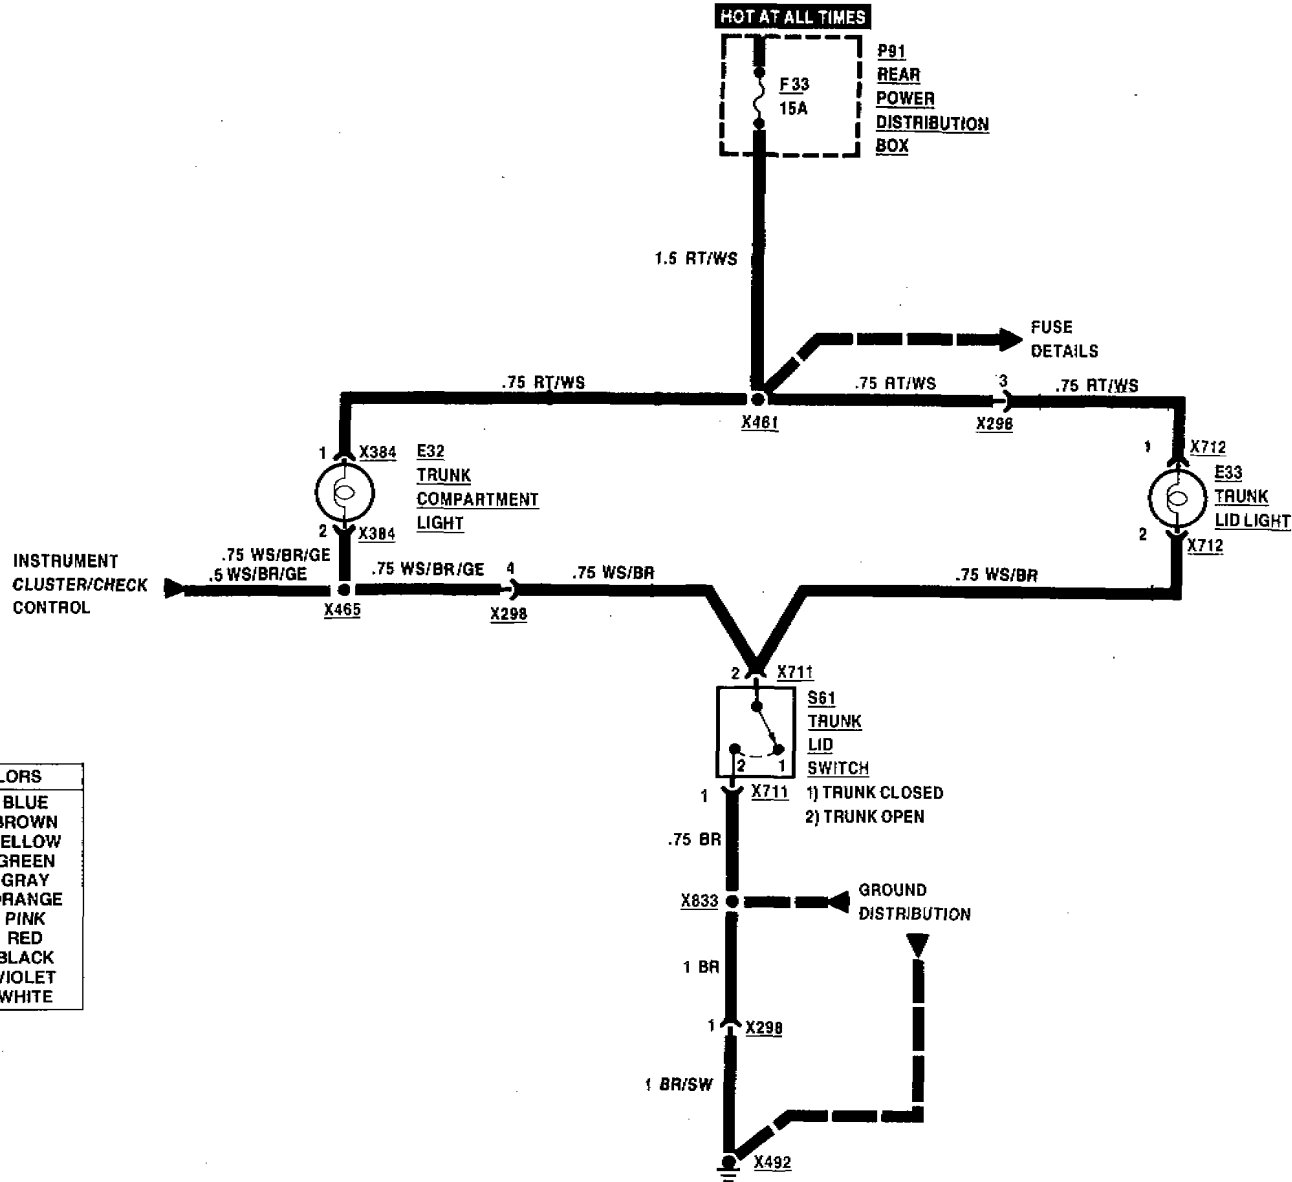 HOT AT ALL TIMES
P91
REAR
POWER
DISTRIBUTION
BOX
F33
15A
1.5 RT/WS
FUSE
DETAILS
.75 RT/WS
.75 RT/WS
3
.75 RT/WS
X461
X298
1
X384
E32
TRUNK
COMPARTMENT
LIGHT
2
X384
1
X712
E33
TRUNK
LID LIGHT
2
X712
INSTRUMENT
CLUSTER/CHECK
CONTROL
.75 WS/BR/GE
.5 WS/BR/GE
X465
.75 WS/BR/GE
4
X298
.75 WS/BR
.75 WS/BR
2
X711
S61
TRUNK
LID
SWITCH
1) TRUNK CLOSED
2) TRUNK OPEN
2
1
1
X711
.75 BR
X833
GROUND
DISTRIBUTION
1 BR
1
X298
1 BR/SW
X492
LORS
BLUE
BROWN
ELLOW
GREEN
GRAY
ORANGE
PINK
RED
BLACK
VIOLET
WHITE